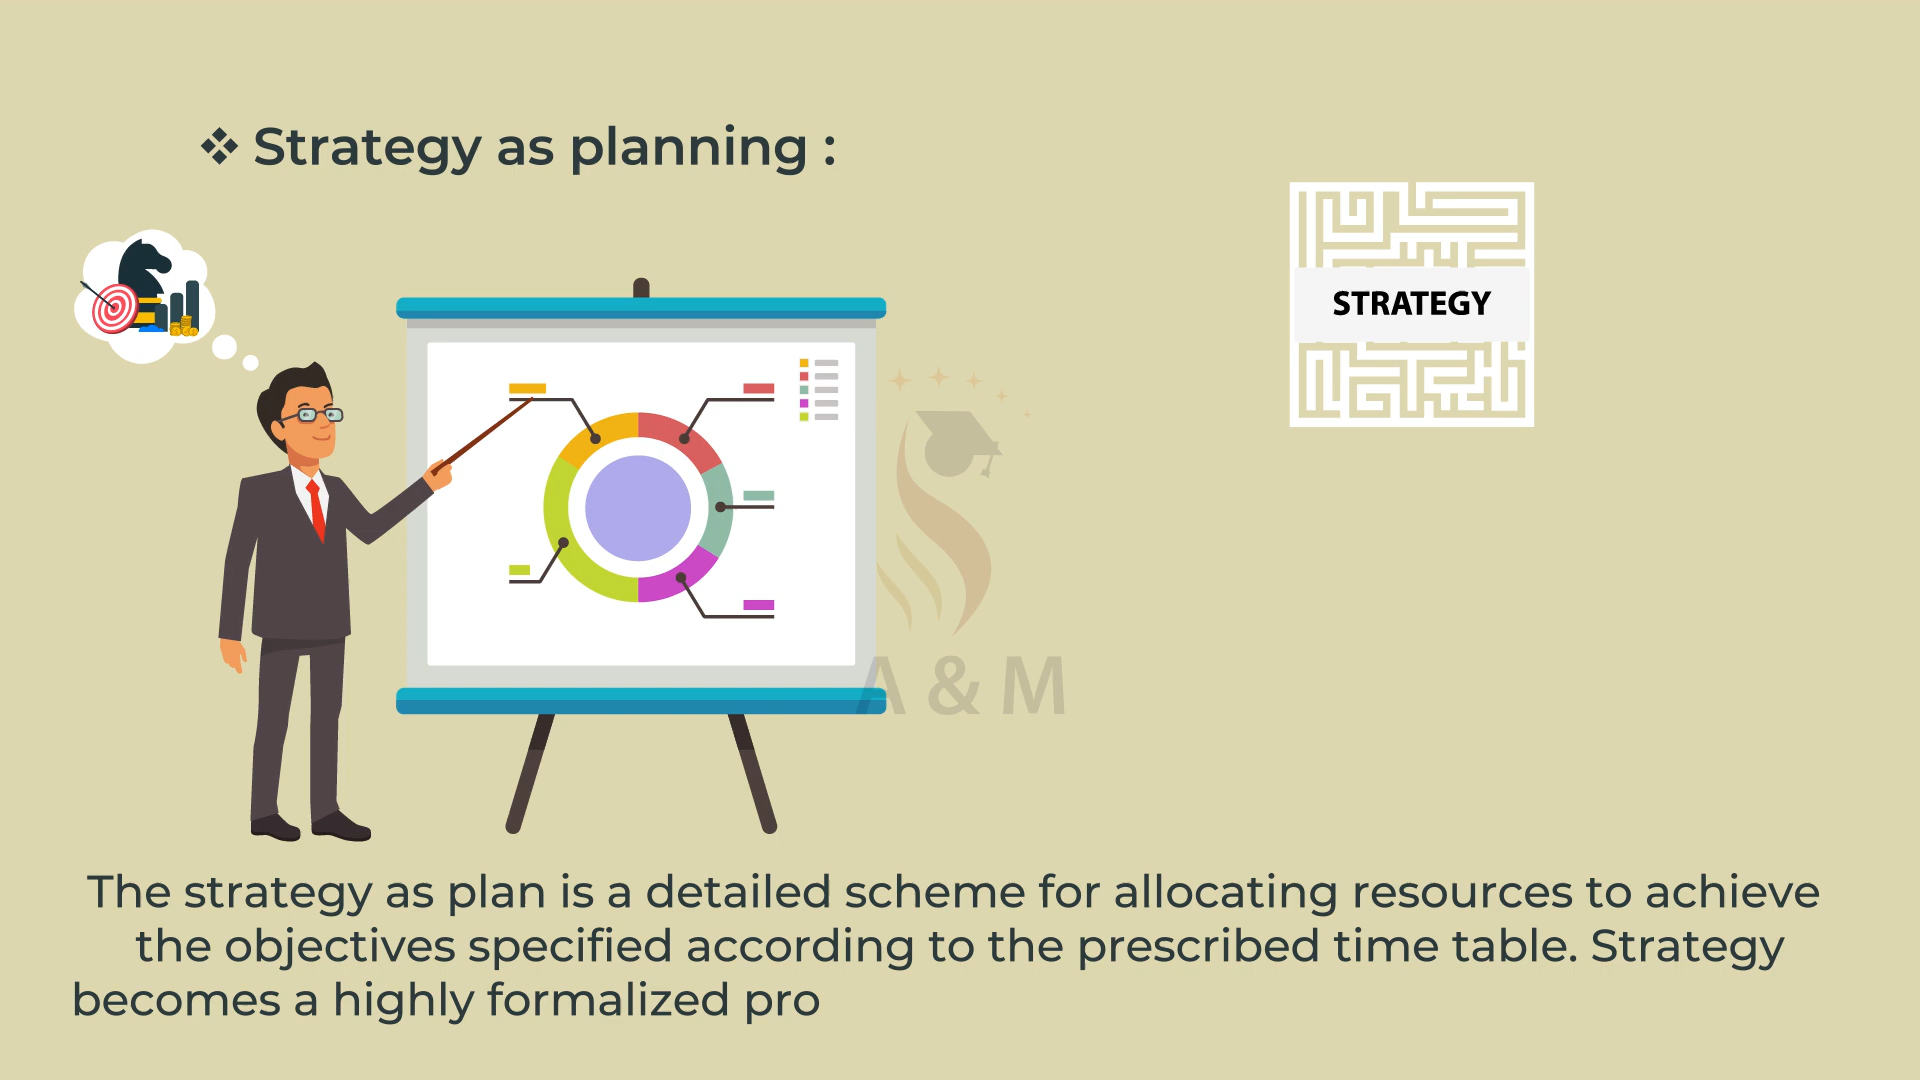 ❖ Strategy as planning :
STRATEGY
A & M
The strategy as plan is a detailed scheme for allocating resources to achieve
the objectives specified according to the prescribed time table. Strategy
becomes a highly formalized pro